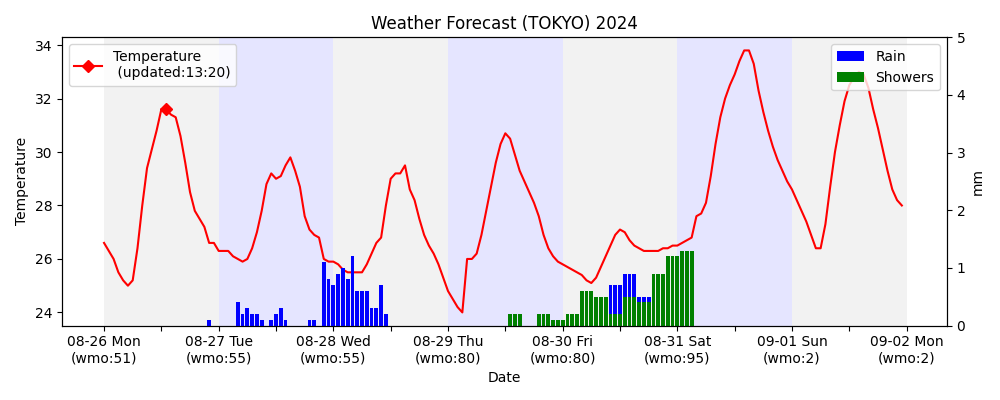 Weather Forecast (TOKYO) 2024
Temperature
(updated:13:20)
Rain
Showers
34
32
30
28
26
24
Temperature
5
4
3
2
1
0
mm
08-26 Mon
(wmo:51)
08-27 Tue
(wmo:55)
08-28 Wed
(wmo:55)
08-29 Thu
(wmo:80)
08-30 Fri
(wmo:80)
08-31 Sat
(wmo:95)
09-01 Sun
(wmo:2)
09-02 Mon
(wmo:2)
Date